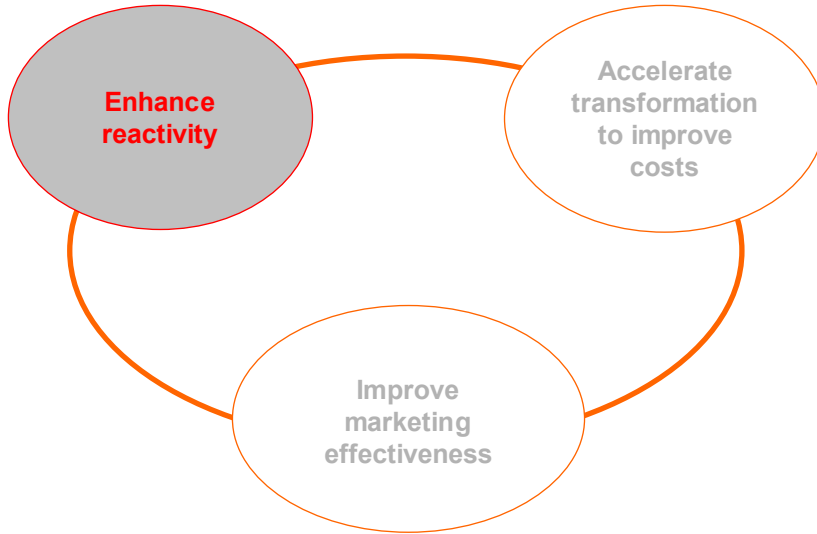 Enhance
reactivity
Accelerate
transformation
to improve
costs
Improve
marketing
effectiveness